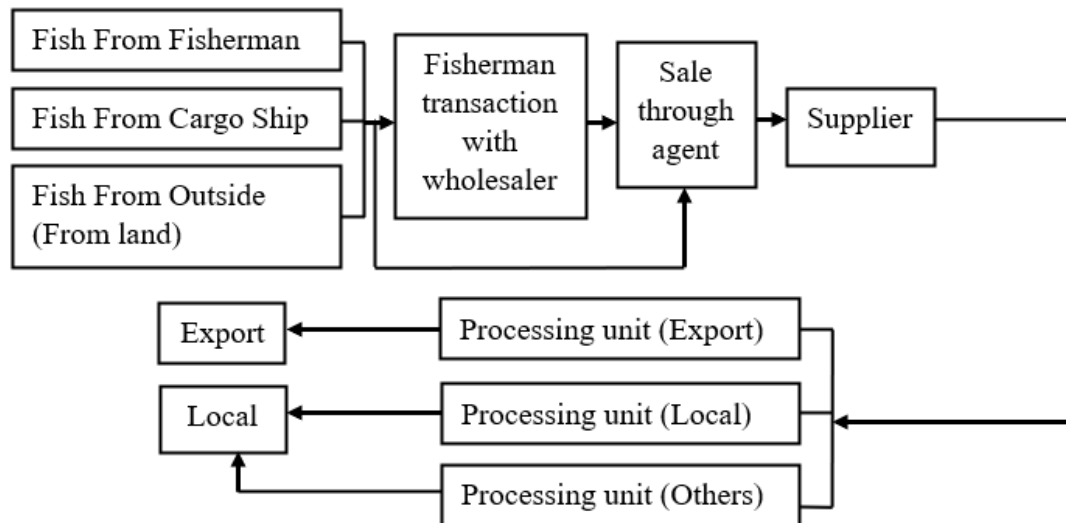 Fish From Fisherman
Fish From Cargo Ship
Fish From Outside
(From land)
Fisherman
transaction
with
wholesaler
Sale
through
agent
Supplier
Export
Processing unit (Export)
Local
Processing unit (Local)
Processing unit (Others)